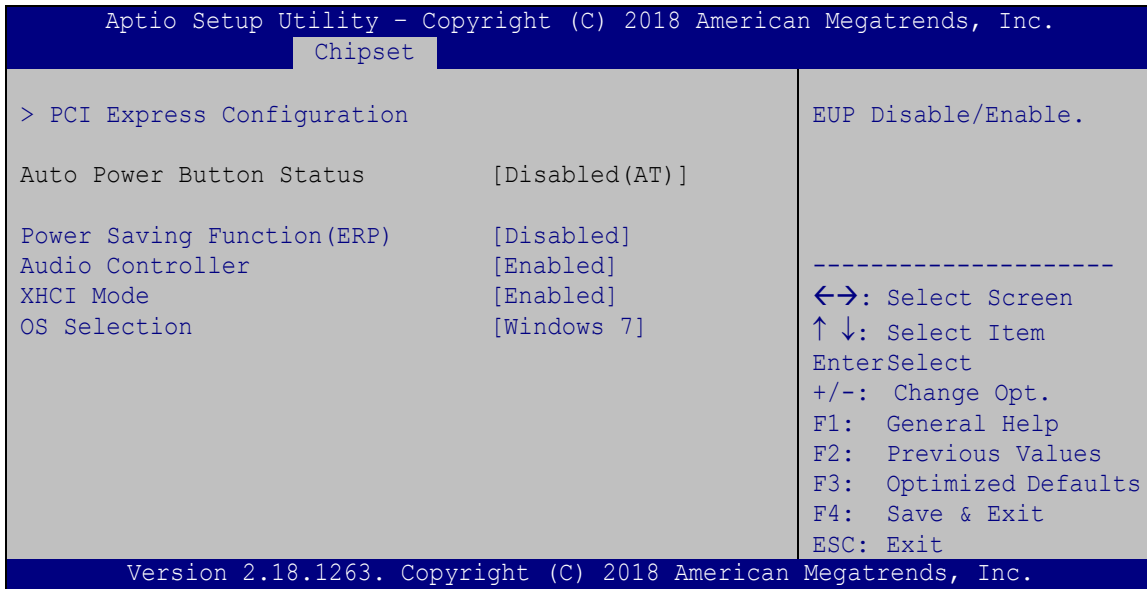 Aptio Setup Utility – Copyright (C) 2018 American Megatrends, Inc.
Chipset
> PCI Express Configuration
Auto Power Button Status [Disabled(AT)]
Power Saving Function(ERP) [Disabled]
Audio Controller [Enabled]
XHCI Mode [Enabled]
OS Selection [Windows 7]
EUP Disable/Enable.
---------------------
←→: Select Screen
↑ ↓: Select Item
EnterSelect
+/-: Change Opt.
F1: General Help
F2: Previous Values
F3: Optimized Defaults
F4: Save & Exit
ESC: Exit
Version 2.18.1263. Copyright (C) 2018 American Megatrends, Inc.